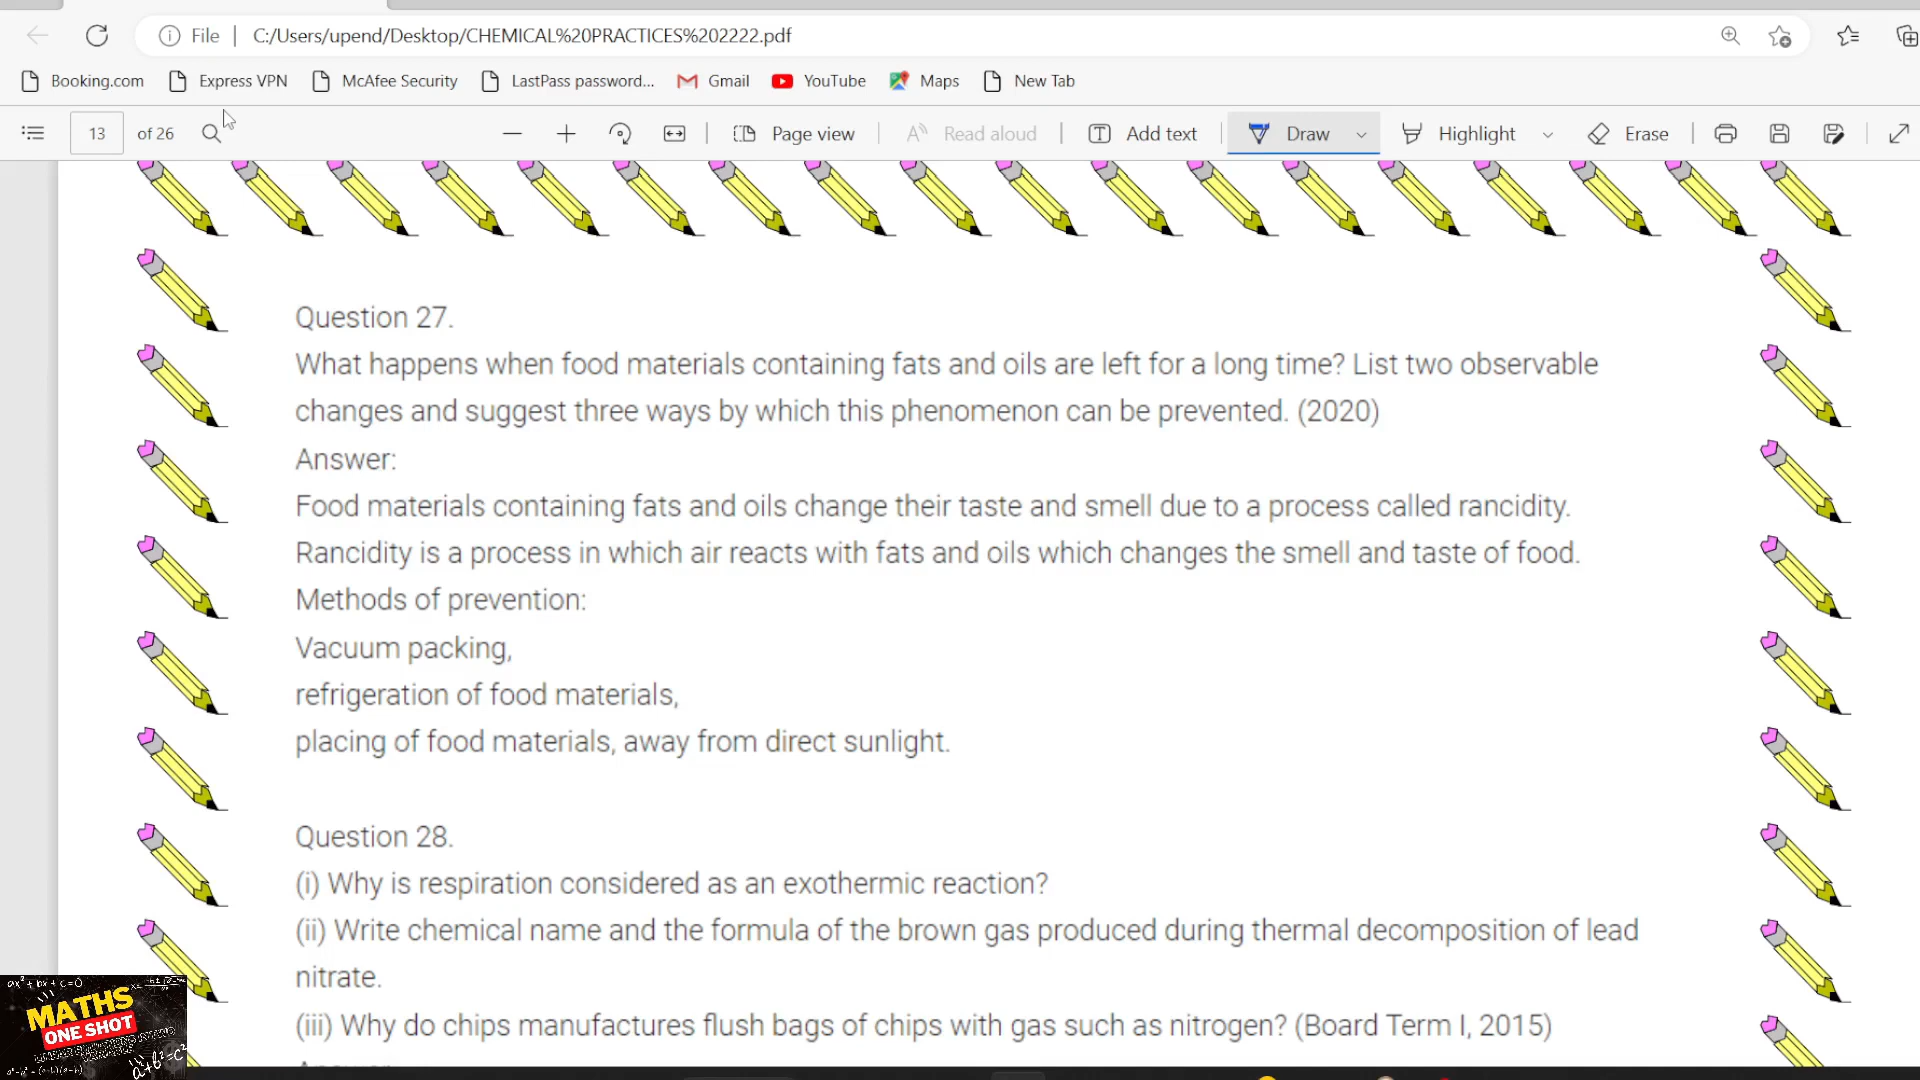 File
C:/Users/upend/Desktop/CHEMICAL%20PRACTICES%202222.pdf
Booking.com
Express VPN
McAfee Security
LastPass password...
Gmail
YouTube
Maps
New Tab
13 of 26
Page view
Read aloud
Add text
Draw
Highlight
Erase
Question 27.
What happens when food materials containing fats and oils are left for a long time? List two observable
changes and suggest three ways by which this phenomenon can be prevented. (2020)
Answer:
Food materials containing fats and oils change their taste and smell due to a process called rancidity.
Rancidity is a process in which air reacts with fats and oils which changes the smell and taste of food.
Methods of prevention:
Vacuum packing,
refrigeration of food materials,
placing of food materials, away from direct sunlight.
Question 28.
(i) Why is respiration considered as an exothermic reaction?
(ii) Write chemical name and the formula of the brown gas produced during thermal decomposition of lead
nitrate.
(iii) Why do chips manufactures flush bags of chips with gas such as nitrogen? (Board Term I, 2015)
ax² + bx + c = 0
MATHS
ONE SHOT